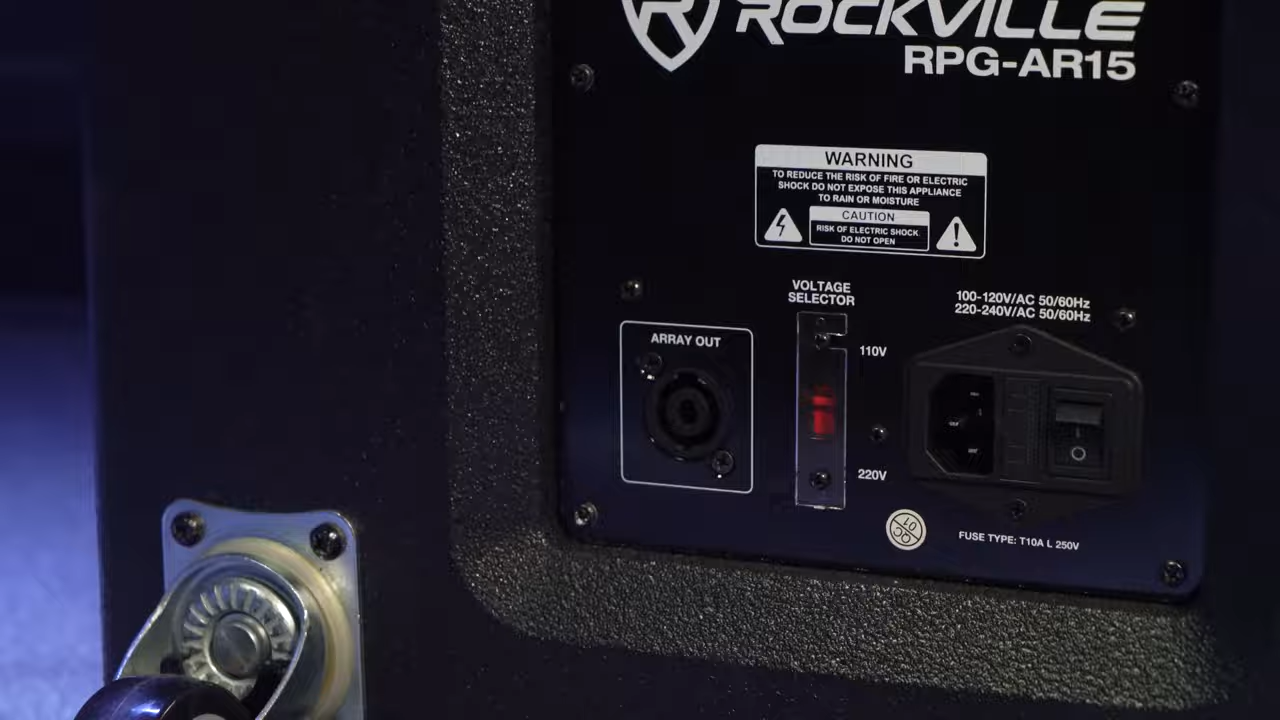 ROCKVILLE
RPG-AR15
WARNING
TO REDUCE THE RISK OF FIRE OR ELECTRIC
SHOCK DO NOT EXPOSE THIS APPLIANCE
TO RAIN OR MOISTURE
CAUTION
RISK OF ELECTRIC SHOCK
DO NOT OPEN
VOLTAGE
SELECTOR
100-120V/AC 50/60Hz
220-240V/AC 50/60Hz
ARRAY OUT
110V
220V
QC
01
FUSE TYPE: T10A L 250V